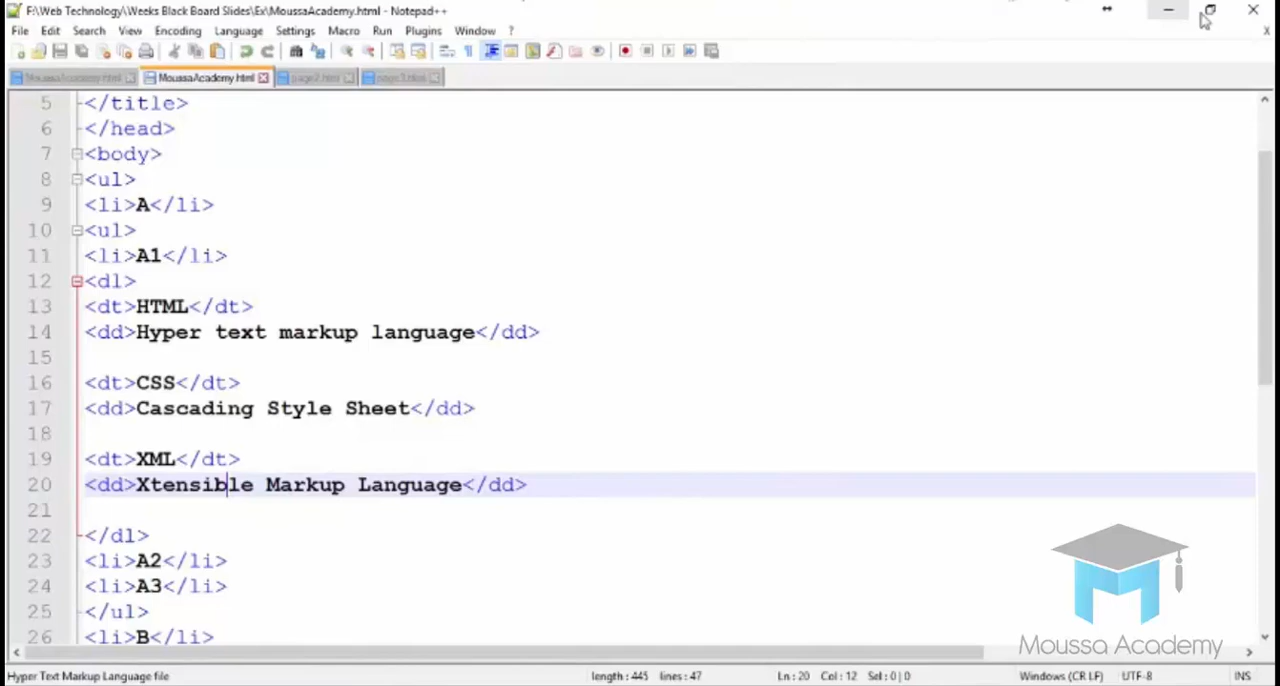 F:\Web Technology\Weeks Black Board Slides\Ex\MoussaAcademy.html - Notepad++
File Edit Search View Encoding Language Settings Macro Run Plugins Window ? X
MoussaAcademy.html MoussaAcademy.html page2.html page3.html
5 </title>
6 </head>
7 <body>
8 <ul>
9 <li>A</li>
10 <ul>
11 <li>A1</li>
12 <dl>
13 <dt>HTML</dt>
14 <dd>Hyper text markup language</dd>
15
16 <dt>CSS</dt>
17 <dd>Cascading Style Sheet</dd>
18
19 <dt>XML</dt>
20 <dd>Xtensible Markup Language</dd>
21
22 </dl>
23 <li>A2</li>
24 <li>A3</li>
25 </ul>
26 <li>B</li>
Moussa Academy
Hyper Text Markup Language file length : 445 lines : 47 Ln : 20 Col : 12 Sel : 0 | 0 Windows (CR LF) UTF-8 INS